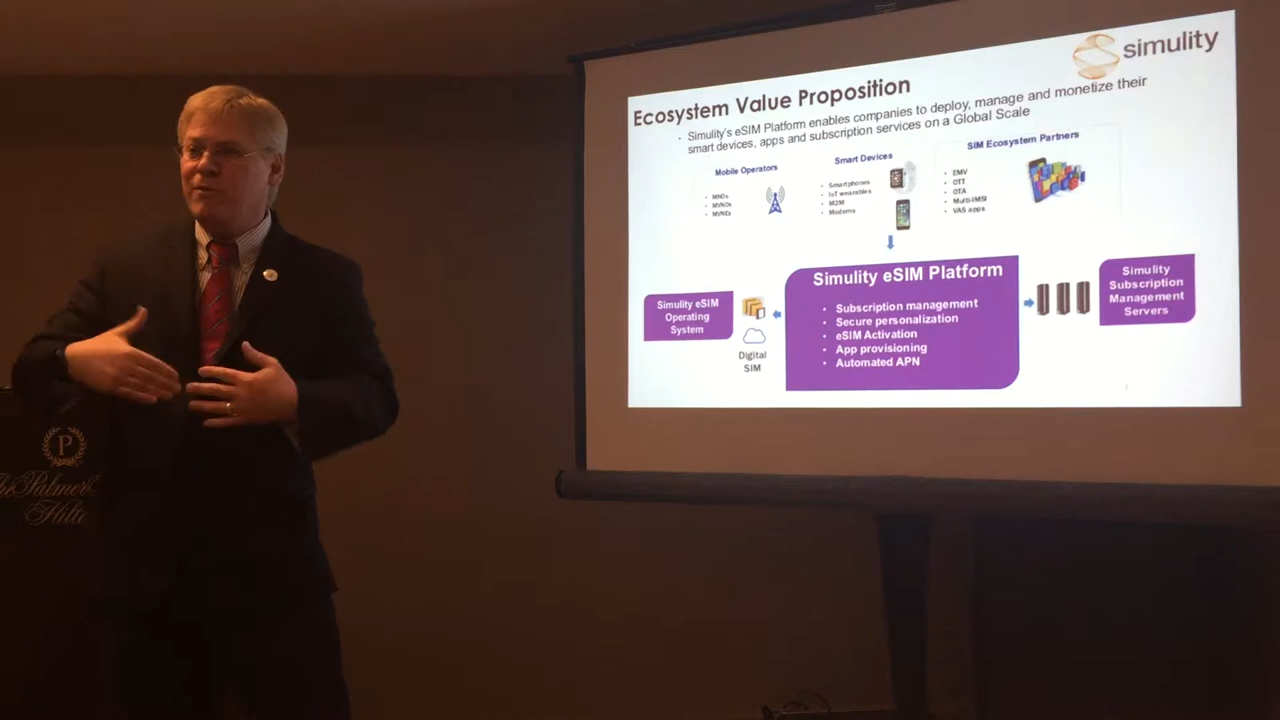 simulity
Ecosystem Value Proposition
• Simulity's eSIM Platform enables companies to deploy, manage and monetize their
smart devices, apps and subscription services on a Global Scale
Mobile Operators
• MNOs
• MVNOs
• MVNEs
Smart Devices
• Smartphones
• IoT wearables
• M2M
• Modems
SIM Ecosystem Partners
• EMV
• OTT
• OTA
• Multi-IMSI
• VAS apps
Simulity eSIM
Operating
System
Digital
SIM
Simulity eSIM Platform
• Subscription management
• Secure personalization
• eSIM Activation
• App provisioning
• Automated APN
Simulity
Subscription
Management
Servers
2
P
Palmer
Hilto